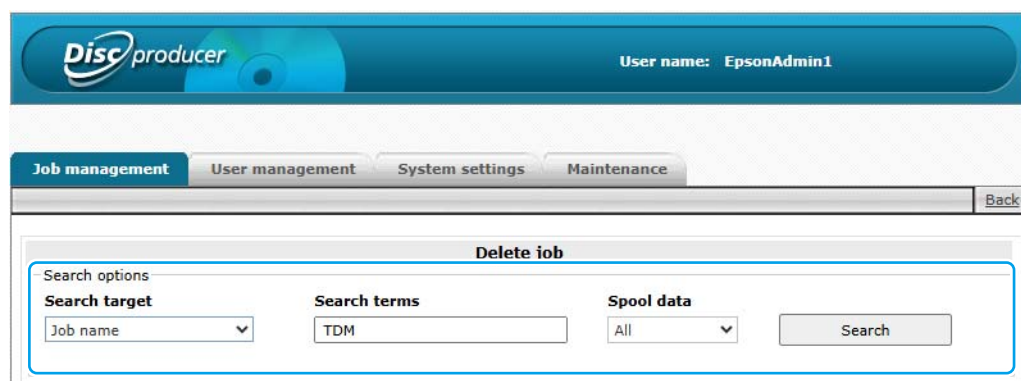 Disc producer
User name: EpsonAdmin1
Job management User management System settings Maintenance
Back
Delete job
Search options
Search target Search terms Spool data
Job name TDM All Search